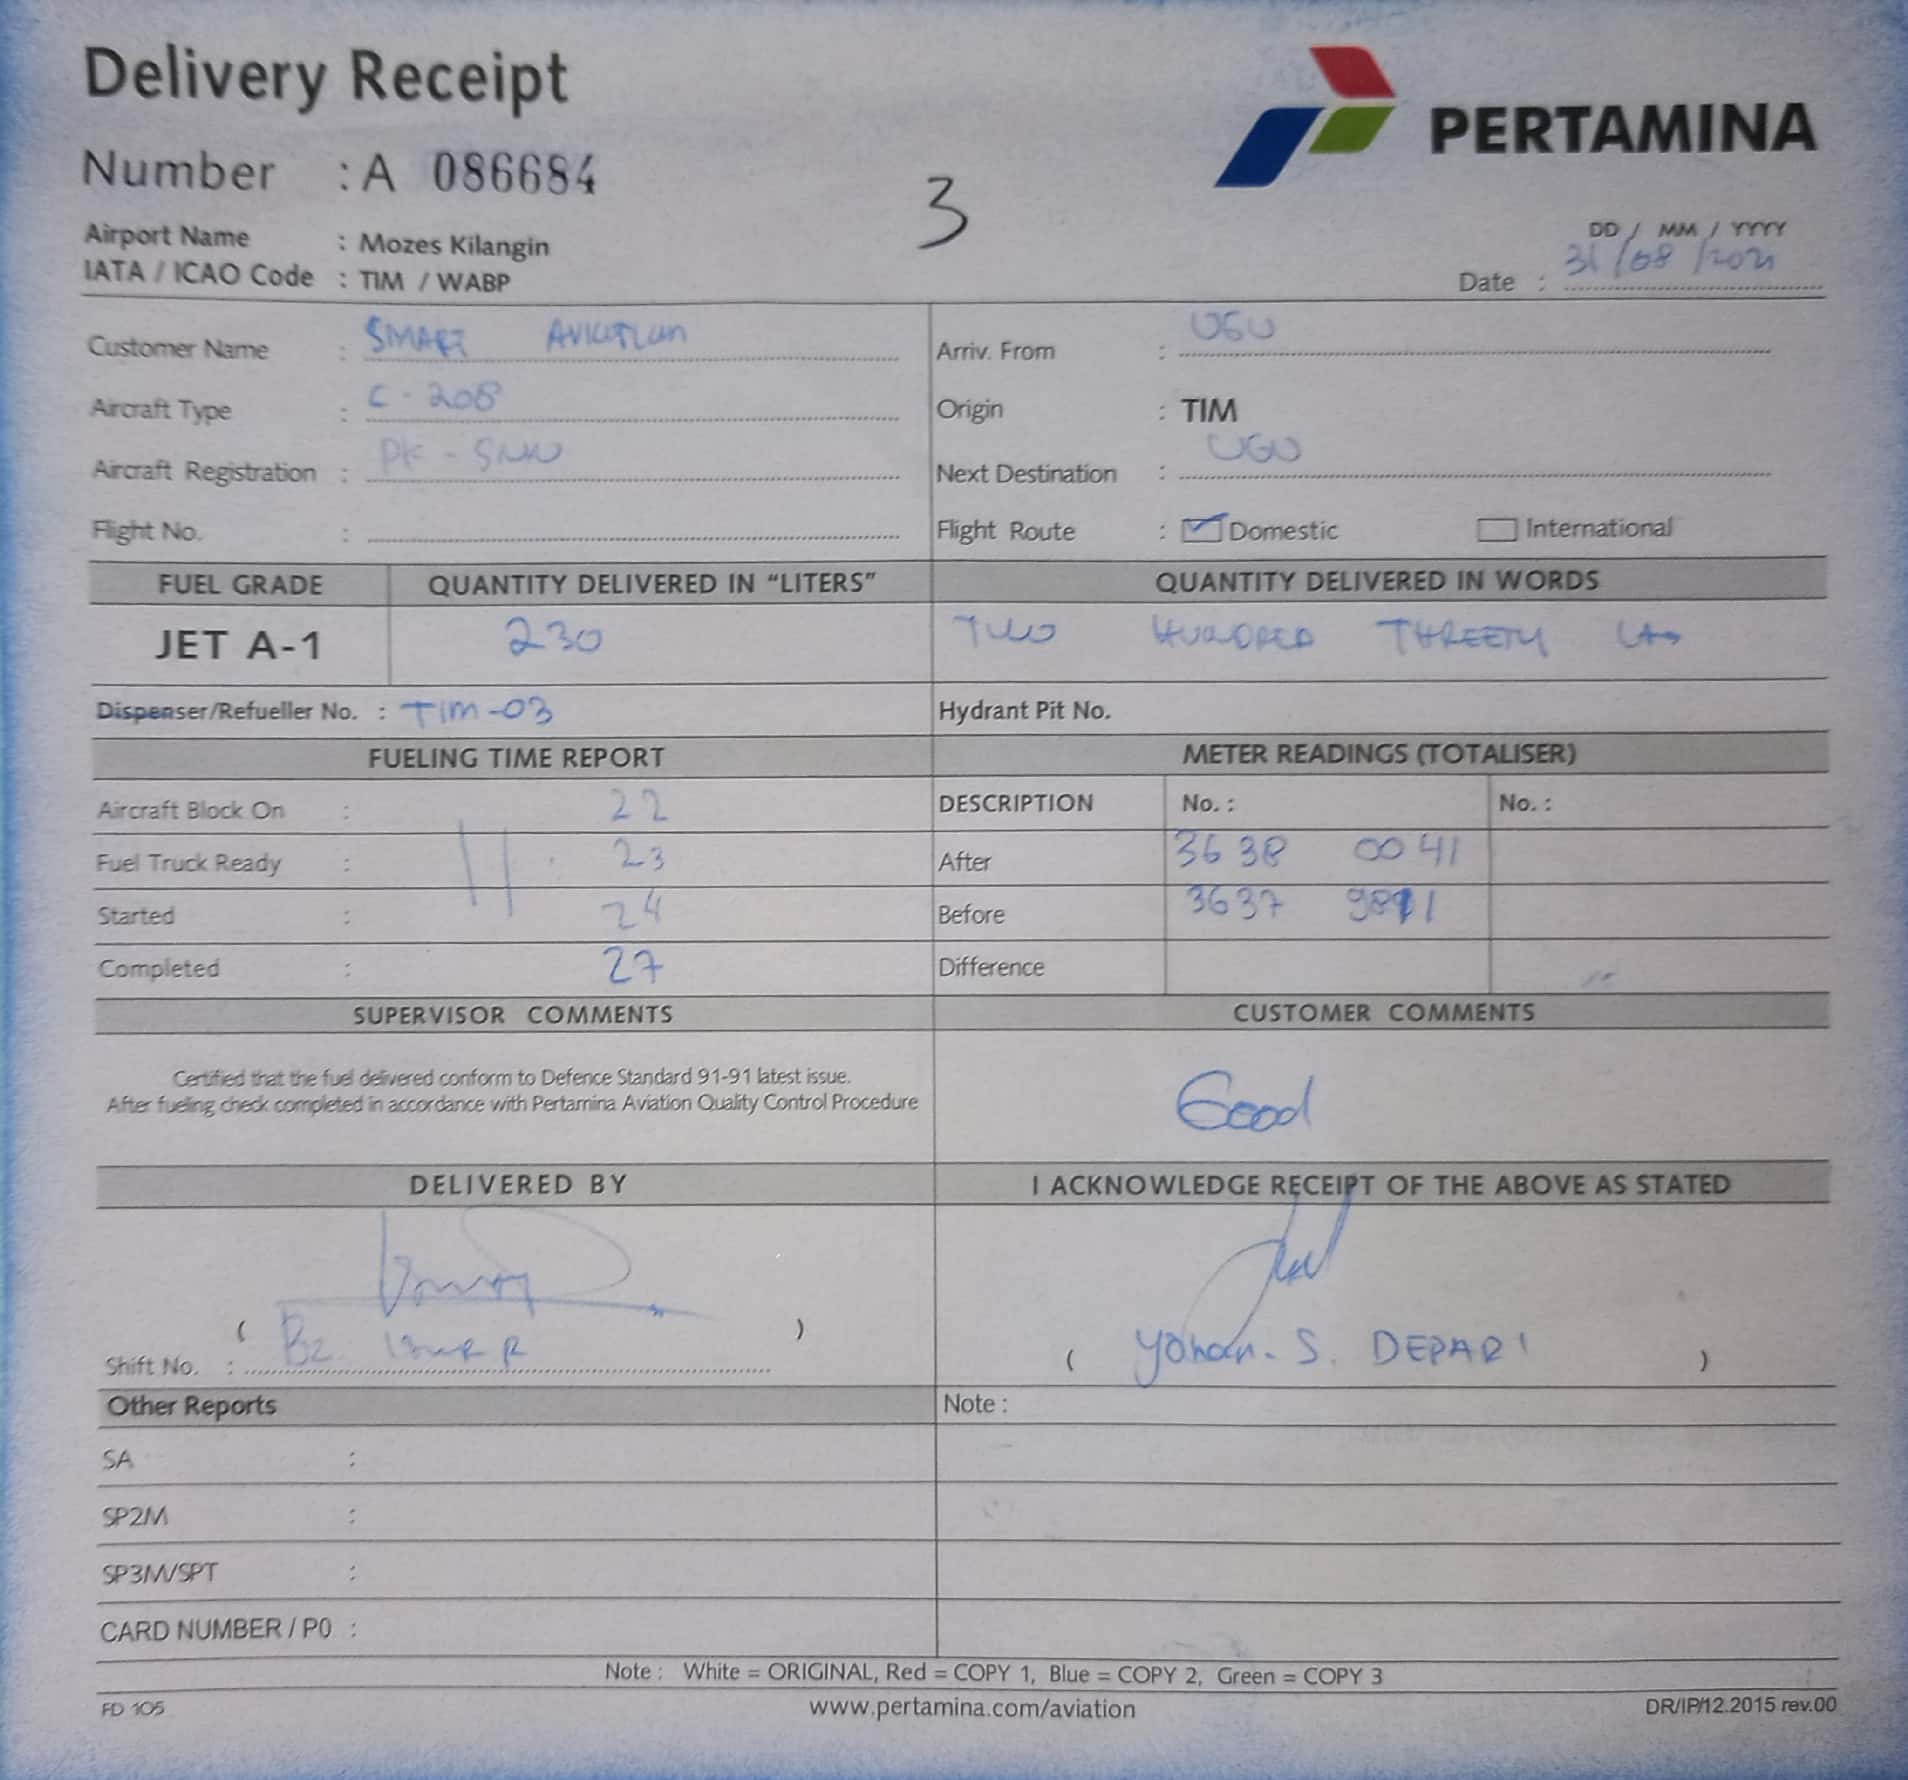 Delivery Receipt
PERTAMINA
Number : A 086684
3
Airport Name : Mozes Kilangin
IATA / ICAO Code : TIM / WABP
DD / MM / YYYY
Date : 31/08/2021
Customer Name : SMART AVIATION
Arriv. From : UGU
Aircraft Type : C-208
Origin : TIM
Aircraft Registration : PK-
Next Destination : UGU
Flight No. :
Flight Route : Domestic International
FUEL GRADE QUANTITY DELIVERED IN "LITERS" QUANTITY DELIVERED IN WORDS
JET A-1 230 TWO HUNDRED THREETY
Dispenser/Refueller No. : TIM-03 Hydrant Pit No.
FUELING TIME REPORT METER READINGS (TOTALISER)
Aircraft Block On : 22 DESCRIPTION No. : No. :
Fuel Truck Ready : 11. 23 After 3638 0041
Started : 24 Before 3637
Completed : 27 Difference
SUPERVISOR COMMENTS CUSTOMER COMMENTS
Certified that the fuel delivered conform to Defence Standard 91-91 latest issue.
After fueling check completed in accordance with Pertamina Aviation Quality Control Procedure
Good
DELIVERED BY I ACKNOWLEDGE RECEIPT OF THE ABOVE AS STATED
( )
Shift No. :
( Yohan. S. DEPARI )
Other Reports Note :
SA :
SP2M :
SP3M/SPT :
CARD NUMBER / P0 :
Note : White = ORIGINAL, Red = COPY 1, Blue = COPY 2, Green = COPY 3
FD 105 www.pertamina.com/aviation DR/IP/12.2015 rev.00